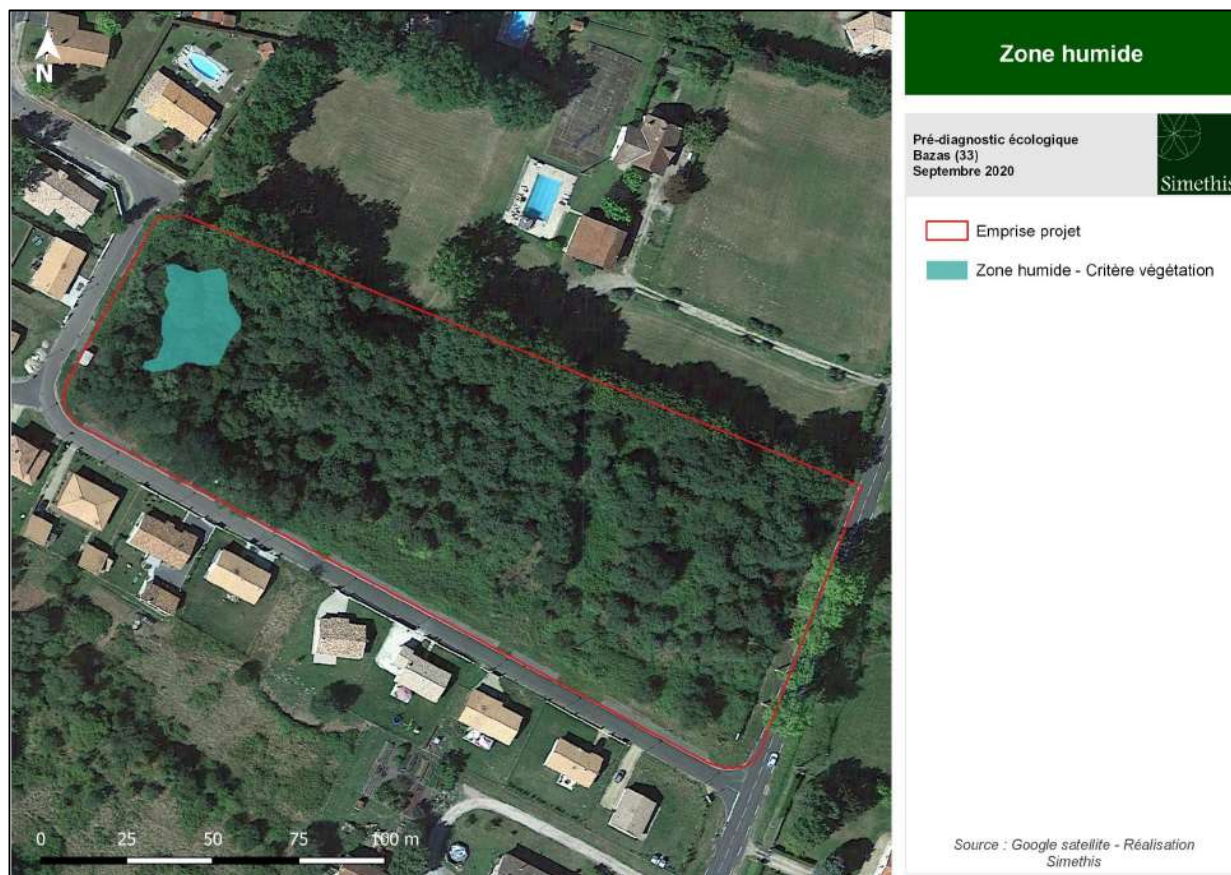 N
Zone humide
Pré-diagnostic écologique
Bazas (33)
Septembre 2020
Simethis
Emprise projet
Zone humide - Critère végétation
0 25 50 75 100 m
Source : Google satellite - Réalisation
Simethis